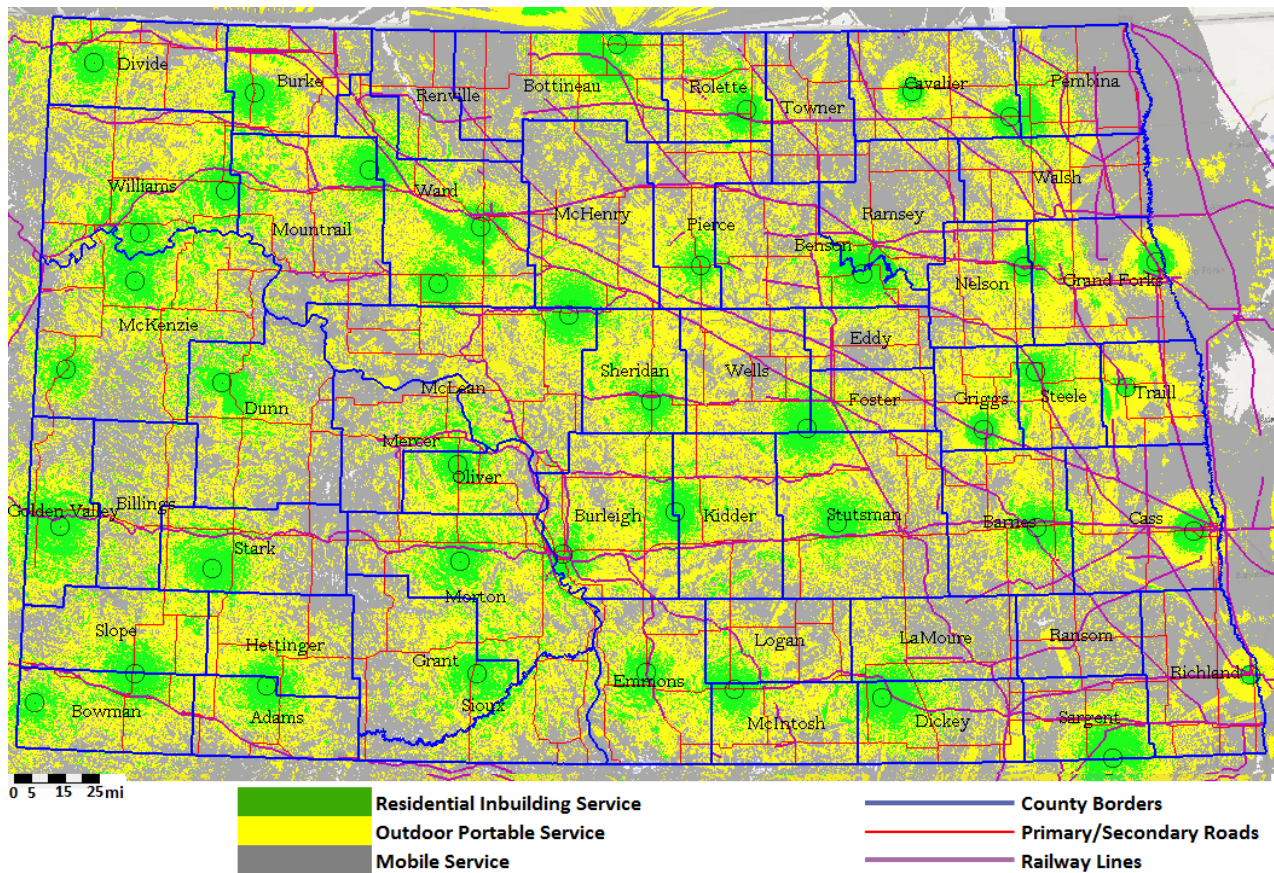 Divide
Burke
Renville
Bottineau
Rolette
Towner
Cavalier
Pembina
Williams
Mountrail
Ward
McHenry
Pierce
Benson
Ramsey
Walsh
Nelson
Grand Forks
McKenzie
Dunn
McLean
Sheridan
Wells
Eddy
Foster
Griggs
Steele
Traill
Mercer
Oliver
Golden Valley
Billings
Stark
Morton
Burleigh
Kidder
Stutsman
Barnes
Cass
Slope
Hettinger
Grant
Sioux
Emmons
Logan
LaMoure
Ransom
Richland
Bowman
Adams
McIntosh
Dickey
Sargent
0 5 15 25mi
Residential Inbuilding Service
Outdoor Portable Service
Mobile Service
County Borders
Primary/Secondary Roads
Railway Lines